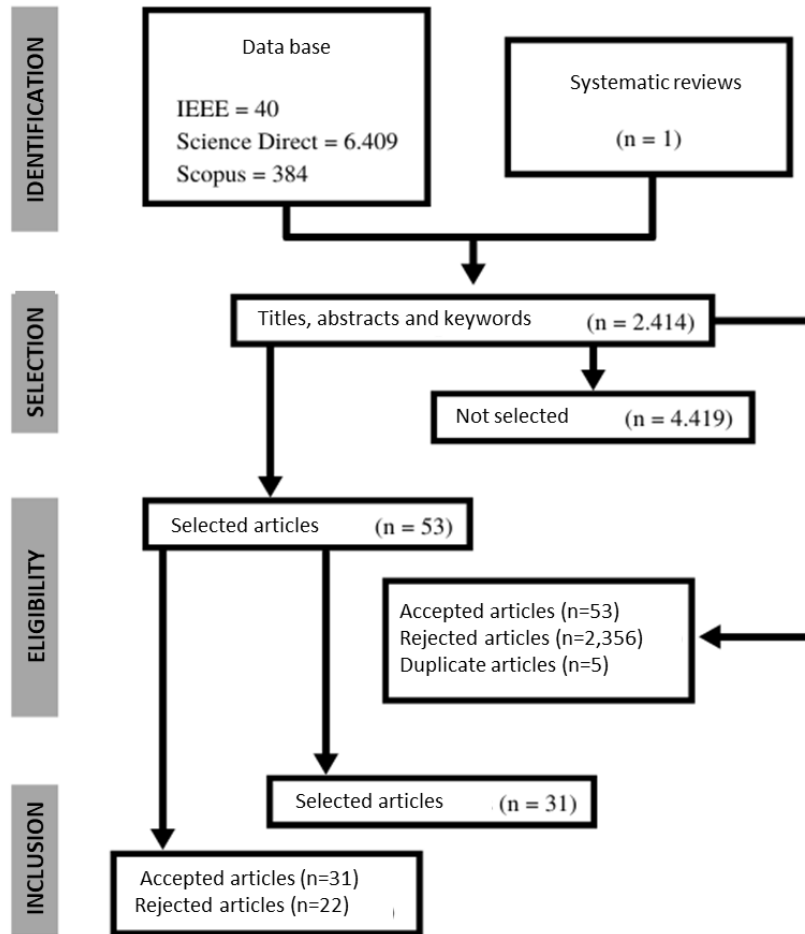 IDENTIFICATION
Data base
IEEE = 40
Science Direct = 6.409
Scopus = 384
Systematic reviews
(n = 1)
SELECTION
Titles, abstracts and keywords (n = 2.414)
Not selected (n = 4.419)
ELIGIBILITY
Selected articles (n = 53)
Accepted articles (n=53)
Rejected articles (n=2,356)
Duplicate articles (n=5)
INCLUSION
Selected articles (n = 31)
Accepted articles (n=31)
Rejected articles (n=22)